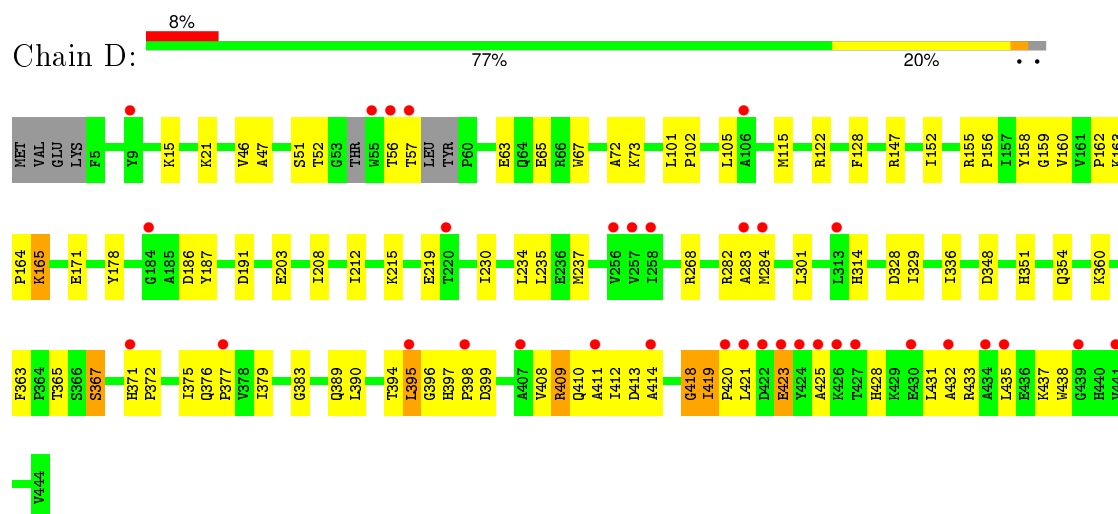 8%
Chain D:
77% 20% • •
MET VAL GLU LYS F5 Y9 K15 K21 V46 A47 S51 T52 G53 THR W55 T56 T57 LEU TYR P60 E63 Q64 E65 R66 W67 A72 K73 L101 P102 L105 A106 M115 R122 F128 R147 I152 R155 P156 I157 Y158 G159 V160 V161 P162 K163
P164 K165 E171 Y178 G184 A185 D186 Y187 D191 E203 I208 I212 K215 E219 T220 I230 L234 L235 E236 M237 V256 V257 I258 R268 R282 A283 M284 L301 L313 H314 D328 I329 I336 D348 H351 Q354 K360
F363 P364 T365 S366 S367 H371 P372 I375 Q376 P377 V378 I379 G383 Q389 L390 T394 L395 G396 H397 P398 D399 A407 V408 R409 Q410 A411 I412 D413 A414 G418 I419 P420 L421 D422 E423 Y424 A425 K426 T427 H428 K429 E430 L431 A432 R433 A434 L435 E436 K437 W438 G439 H440 V441
V444